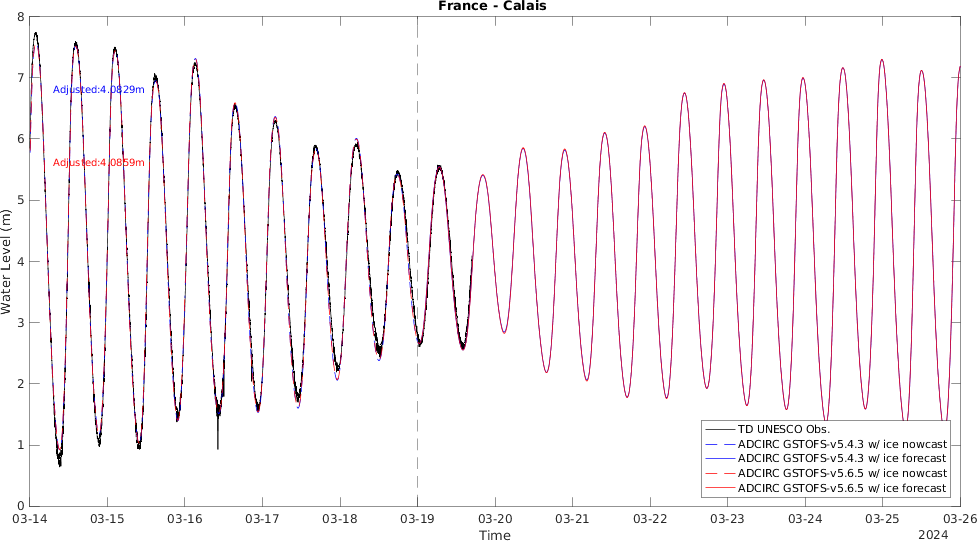 France - Calais
8
7
6
5
4
3
2
1
0
Water Level (m)
Adjusted:4.0829m
Adjusted:4.0859m
TD UNESCO Obs.
ADCIRC GSTOFS-v5.4.3 w/ ice nowcast
ADCIRC GSTOFS-v5.4.3 w/ ice forecast
ADCIRC GSTOFS-v5.6.5 w/ ice nowcast
ADCIRC GSTOFS-v5.6.5 w/ ice forecast
03-14 03-15 03-16 03-17 03-18 03-19 03-20 03-21 03-22 03-23 03-24 03-25 03-26
Time
2024